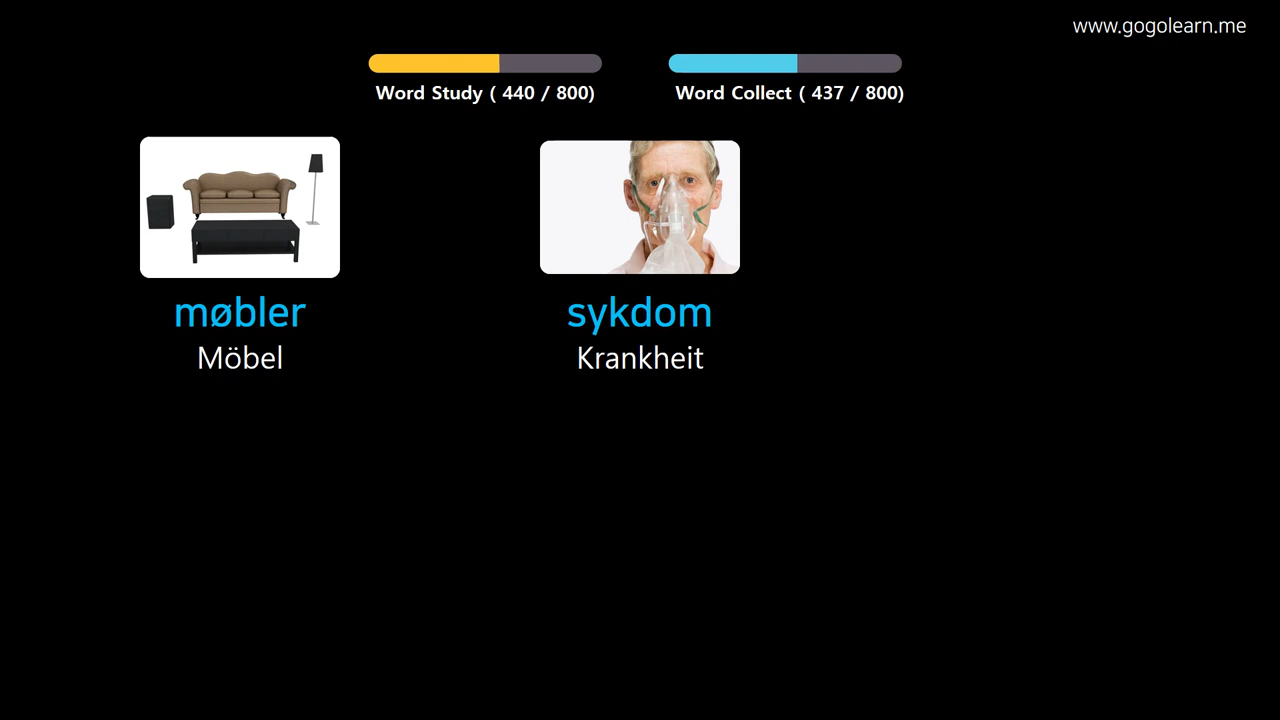 www.gogolearn.me
Word Study ( 440 / 800)
Word Collect ( 437 / 800)
møbler
Möbel
sykdom
Krankheit